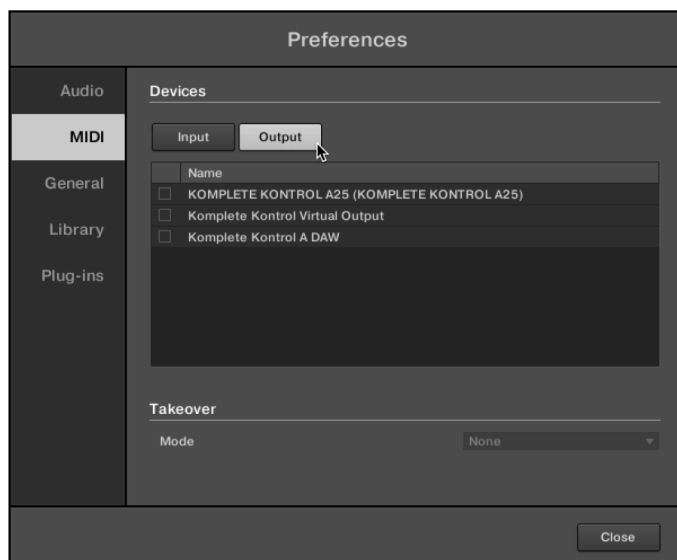 Preferences
Audio
MIDI
General
Library
Plug-ins
Devices
Input Output
Name
KOMPLETE KONTROL A25 (KOMPLETE KONTROL A25)
Komplete Kontrol Virtual Output
Komplete Kontrol A DAW
Takeover
Mode None
Close